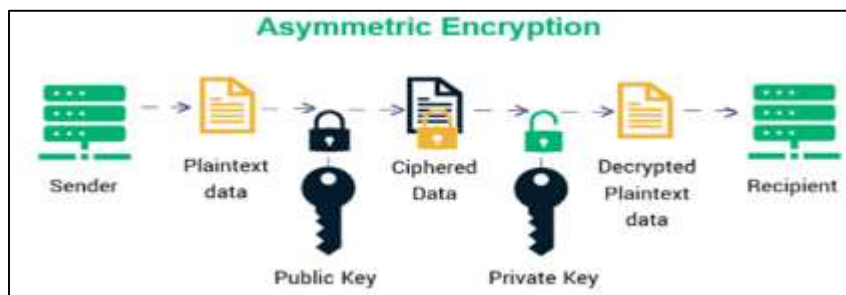 Asymmetric Encryption
Sender
Plaintext
data
Ciphered
Data
Decrypted
Plaintext
data
Recipient
Public Key
Private Key